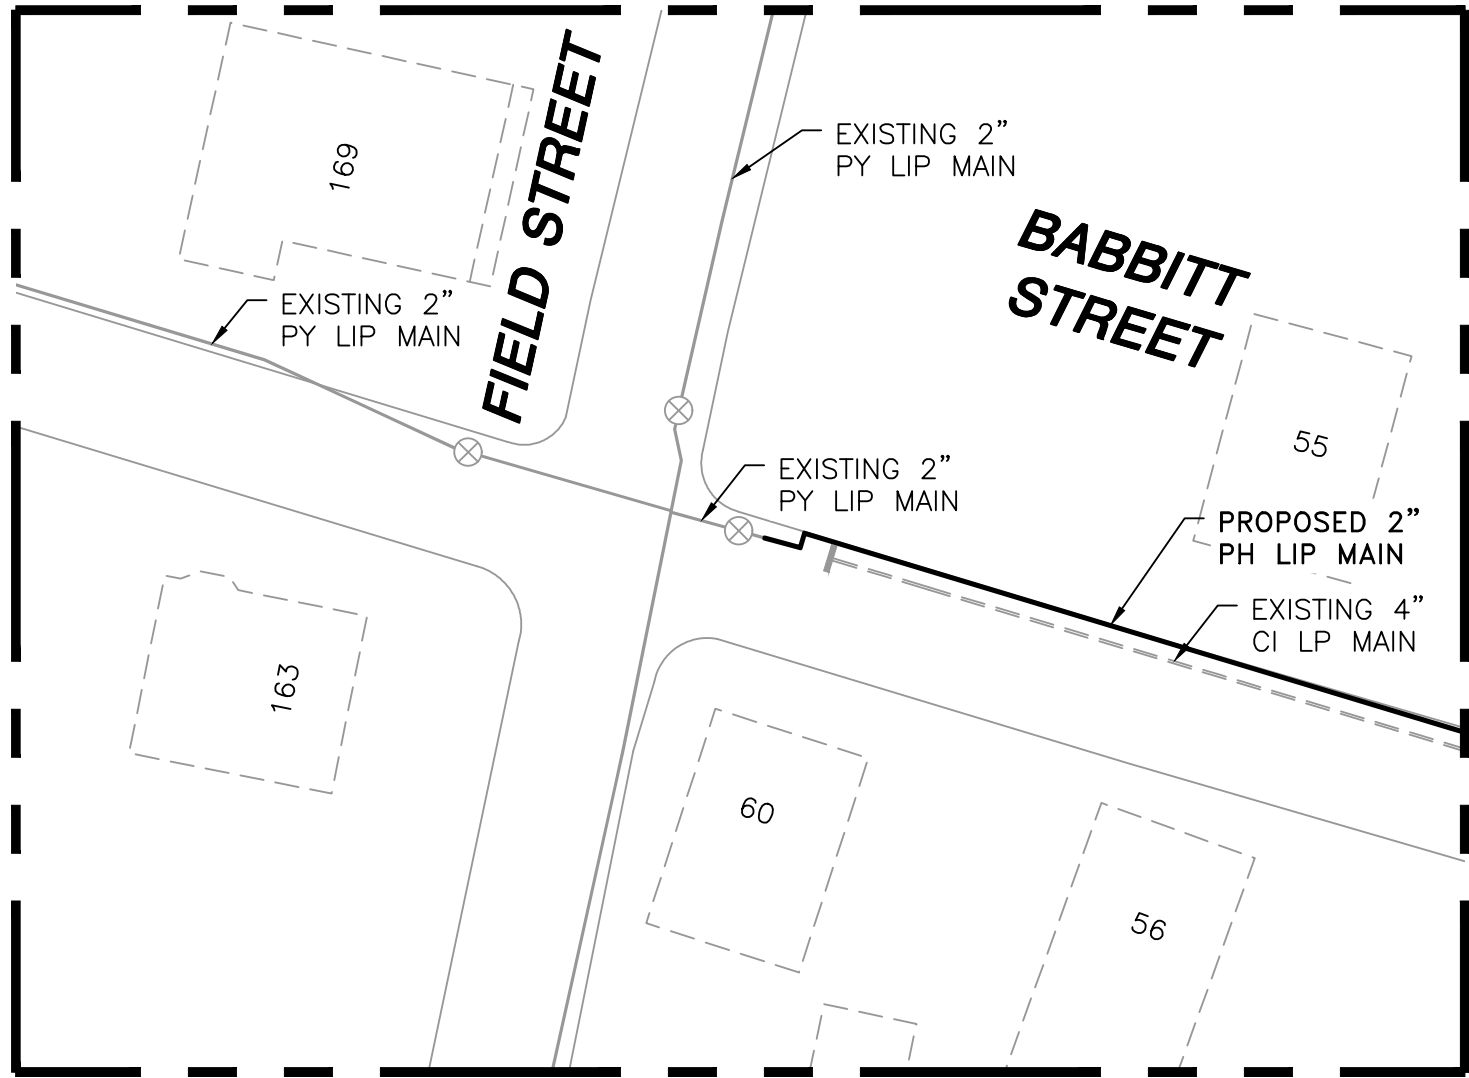 FIELD STREET
169
EXISTING 2”
PY LIP MAIN
BABBITT
STREET
EXISTING 2”
PY LIP MAIN
55
EXISTING 2”
PY LIP MAIN
PROPOSED 2”
PH LIP MAIN
EXISTING 4”
CI LP MAIN
163
60
56